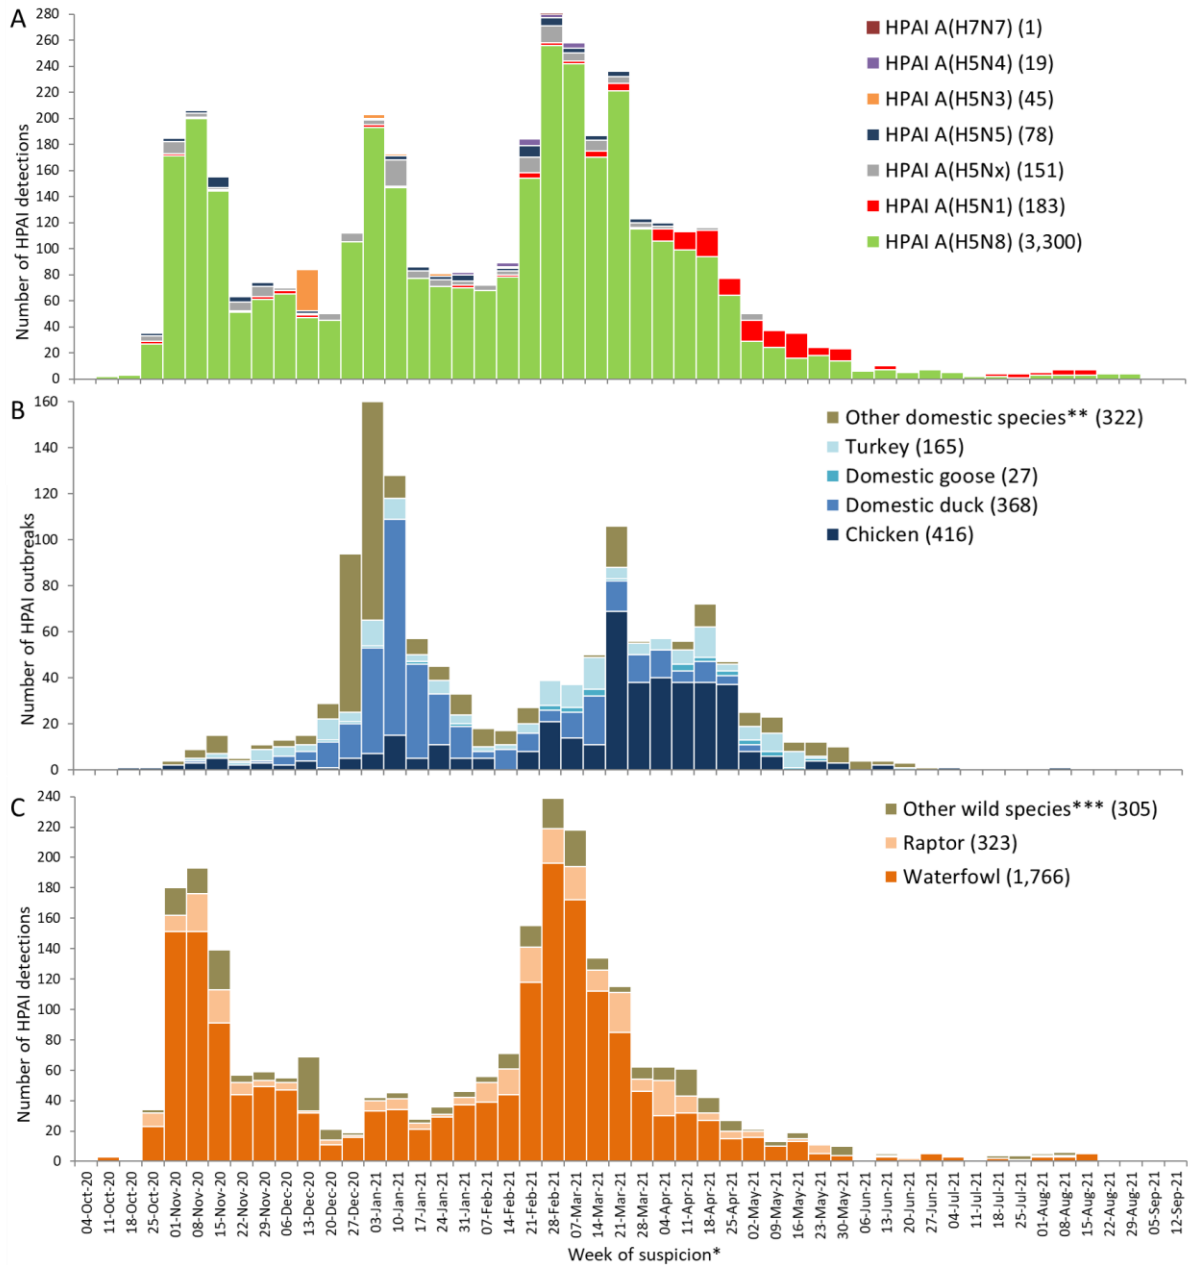 A
280
260
240
220
200
180
160
140
120
100
80
60
40
20
0
Number of HPAI detections
HPAI A(H7N7) (1)
HPAI A(H5N4) (19)
HPAI A(H5N3) (45)
HPAI A(H5N5) (78)
HPAI A(H5Nx) (151)
HPAI A(H5N1) (183)
HPAI A(H5N8) (3,300)
B
160
140
120
100
80
60
40
20
0
Number of HPAI outbreaks
Other domestic species** (322)
Turkey (165)
Domestic goose (27)
Domestic duck (368)
Chicken (416)
C
240
220
200
180
160
140
120
100
80
60
40
20
0
Number of HPAI detections
Other wild species*** (305)
Raptor (323)
Waterfowl (1,766)
04-Oct-20
11-Oct-20
18-Oct-20
25-Oct-20
01-Nov-20
08-Nov-20
15-Nov-20
22-Nov-20
29-Nov-20
06-Dec-20
13-Dec-20
20-Dec-20
27-Dec-20
03-Jan-21
10-Jan-21
17-Jan-21
24-Jan-21
31-Jan-21
07-Feb-21
14-Feb-21
21-Feb-21
28-Feb-21
07-Mar-21
14-Mar-21
21-Mar-21
28-Mar-21
04-Apr-21
11-Apr-21
18-Apr-21
25-Apr-21
02-May-21
09-May-21
16-May-21
23-May-21
30-May-21
06-Jun-21
13-Jun-21
20-Jun-21
27-Jun-21
04-Jul-21
11-Jul-21
18-Jul-21
25-Jul-21
01-Aug-21
08-Aug-21
15-Aug-21
22-Aug-21
29-Aug-21
05-Sep-21
12-Sep-21
Week of suspicion*